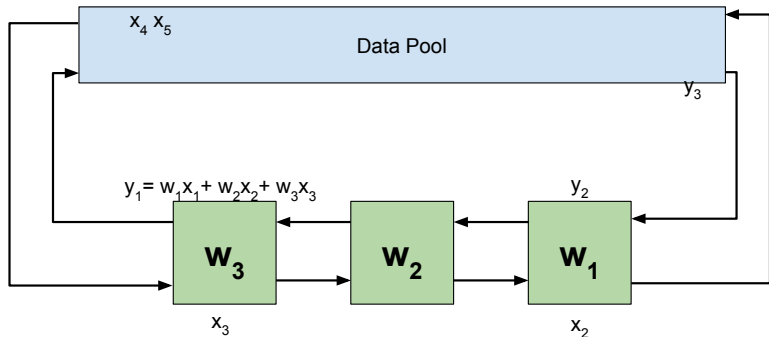 x₄ x₅
Data Pool
y₃
y₁= w₁x₁+ w₂x₂+ w₃x₃
y₂
w₃ w₂ w₁
x₃ x₂